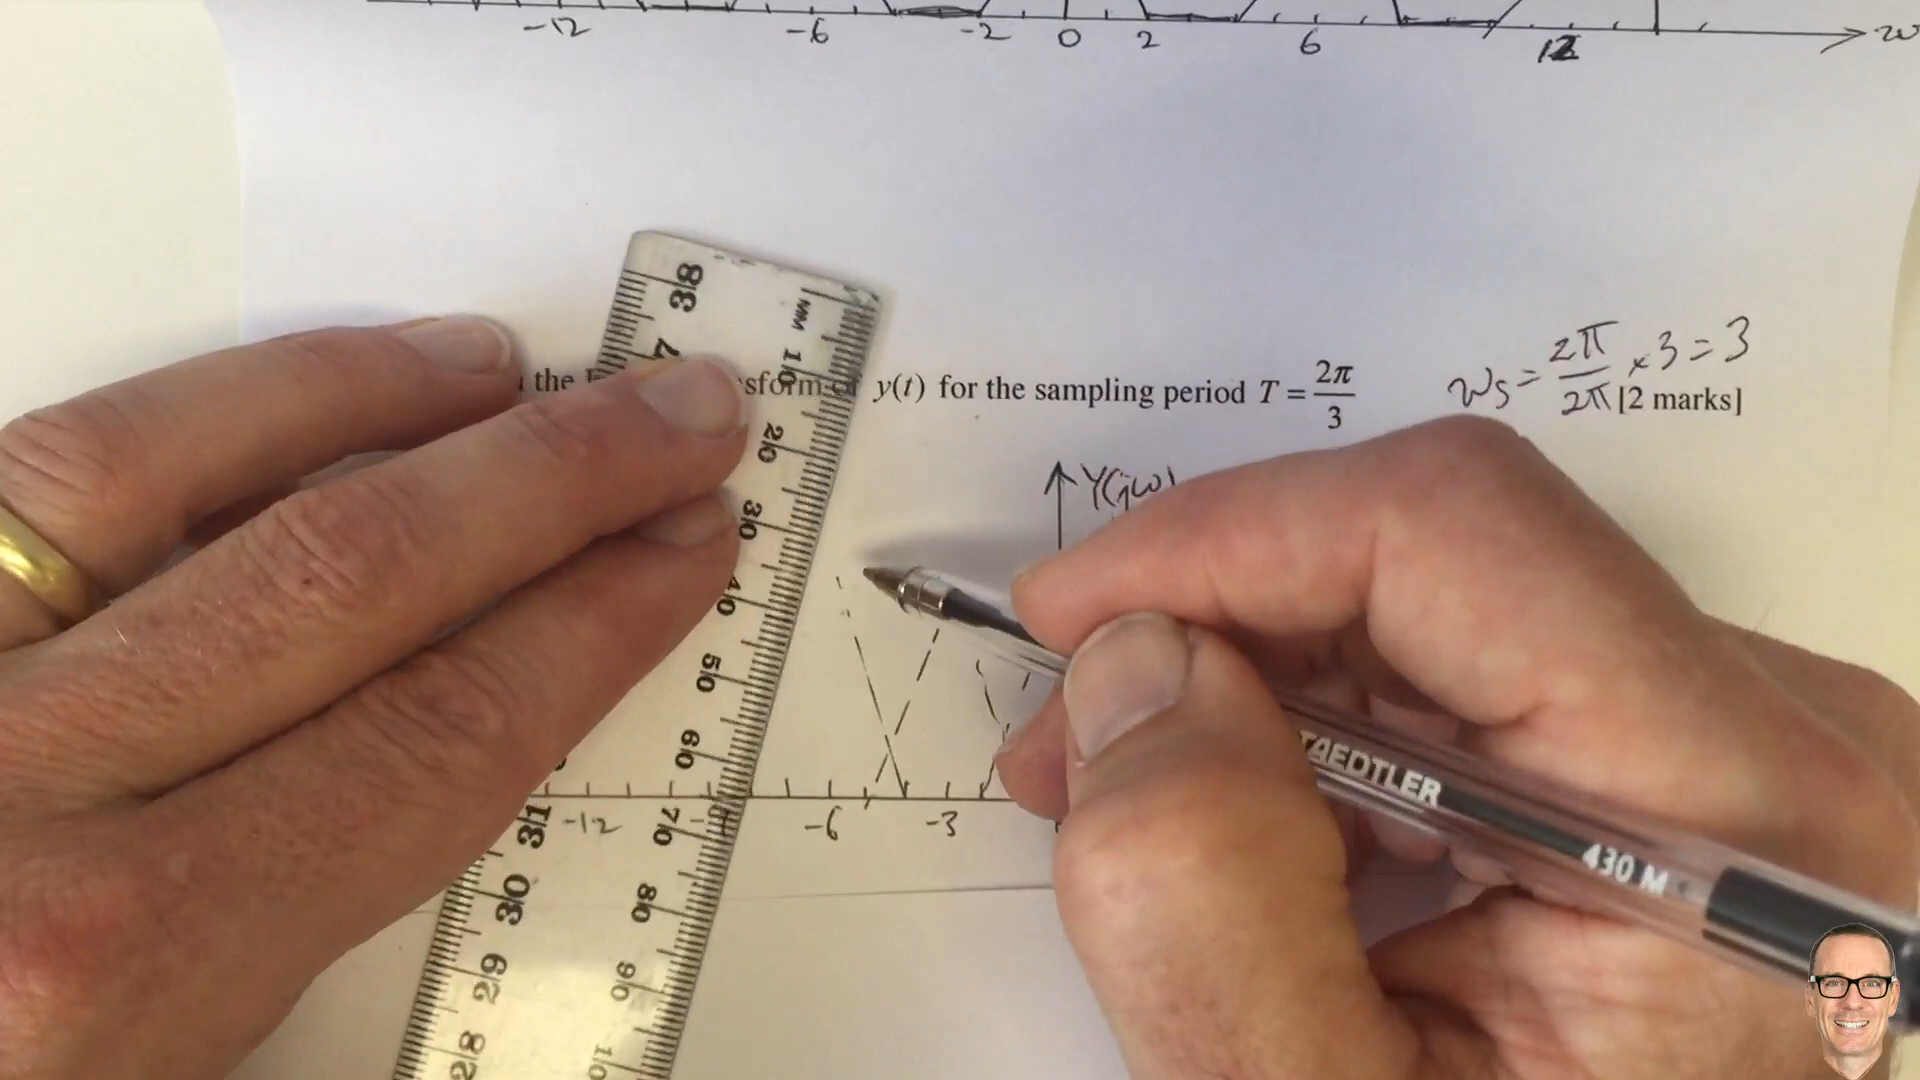 -12 -6 -2 0 2 6 12 w
the sform of y(t) for the sampling period T = 2π/3 [2 marks]
ws = 2π/2π × 3 = 3
Y(jω)
-12 -6 -3
38
MM 10
20
30
40
50
60
70
80
90
31
30
29
28
STAEDTLER 430 M